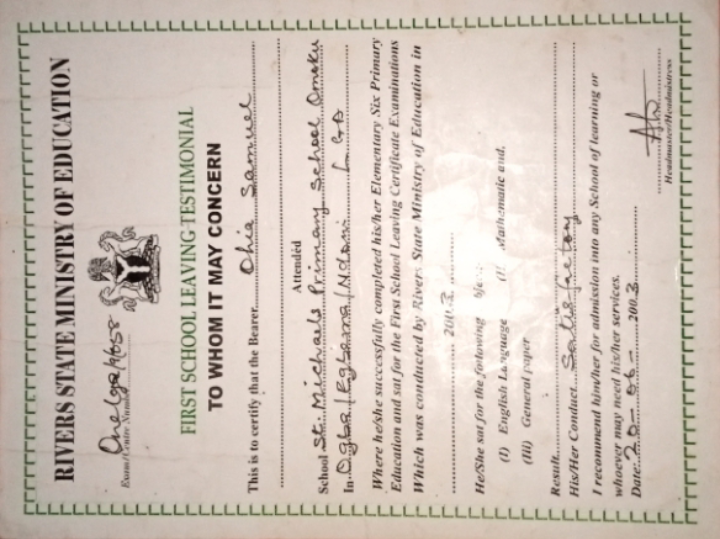 RIVERS STATE MINISTRY OF EDUCATION
Exam/Centre Number
FIRST SCHOOL LEAVING-TESTIMONIAL
TO WHOM IT MAY CONCERN
This is to certify that the Bearer Ohia Samuel
Attended
School St. Michaels Primary School Omoku
In Ogba/Egbema/Ndoni LGA
Where he/she successfully completed his/her Elementary Six Primary
Education and sat for the First School Leaving Certificate Examinations
Which was conducted by Rivers State Ministry of Education in
2003
He/She sat for the following
(I) English Language (II) Mathematic and,
(III) General paper
Result
His/Her Conduct Satisfactory
I recommend him/her for admission into any School of learning or
whoever may need his/her services.
Date: 20-06-2003
Headmaster/Headmistress